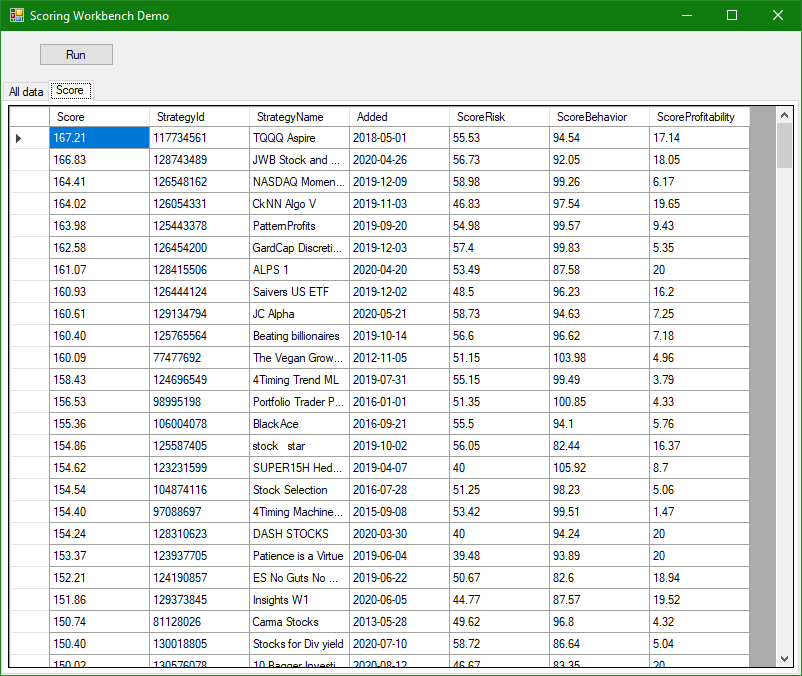 Scoring Workbench Demo
Run
All data Score
Score StrategyId StrategyName Added ScoreRisk ScoreBehavior ScoreProfitability
167.21 117734561 TQQQ Aspire 2018-05-01 55.53 94.54 17.14
166.83 128743489 JWB Stock and ... 2020-04-26 56.73 92.05 18.05
164.41 126548162 NASDAQ Momen... 2019-12-09 58.98 99.26 6.17
164.02 126054331 CkNN Algo V 2019-11-03 46.83 97.54 19.65
163.98 125443378 PatternProfits 2019-09-20 54.98 99.57 9.43
162.58 126454200 GardCap Discreti... 2019-12-03 57.4 99.83 5.35
161.07 128415506 ALPS 1 2020-04-20 53.49 87.58 20
160.93 126444124 Saivers US ETF 2019-12-02 48.5 96.23 16.2
160.61 129134794 JC Alpha 2020-05-21 58.73 94.63 7.25
160.40 125765564 Beating billionaires 2019-10-14 56.6 96.62 7.18
160.09 77477692 The Vegan Grow... 2012-11-05 51.15 103.98 4.96
158.43 124696549 4Timing Trend ML 2019-07-31 55.15 99.49 3.79
156.53 98995198 Portfolio Trader P... 2016-01-01 51.35 100.85 4.33
155.36 106004078 BlackAce 2016-09-21 55.5 94.1 5.76
154.86 125587405 stock star 2019-10-02 56.05 82.44 16.37
154.62 123231599 SUPER15H Hed... 2019-04-07 40 105.92 8.7
154.54 104874116 Stock Selection 2016-07-28 51.25 98.23 5.06
154.40 97088697 4Timing Machine... 2015-09-08 53.42 99.51 1.47
154.24 128310623 DASH STOCKS 2020-03-30 40 94.24 20
153.37 123937705 Patience is a Virtue 2019-06-04 39.48 93.89 20
152.21 124190857 ES No Guts No ... 2019-06-22 50.67 82.6 18.94
151.86 129373845 Insights W1 2020-06-05 44.77 87.57 19.52
150.74 81128026 Carma Stocks 2013-05-28 49.62 96.8 4.32
150.40 130018805 Stocks for Div yield 2020-07-10 58.72 86.64 5.04
150.02 130576078 10 Bagger Investi... 2020-08-12 46.67 83.35 20